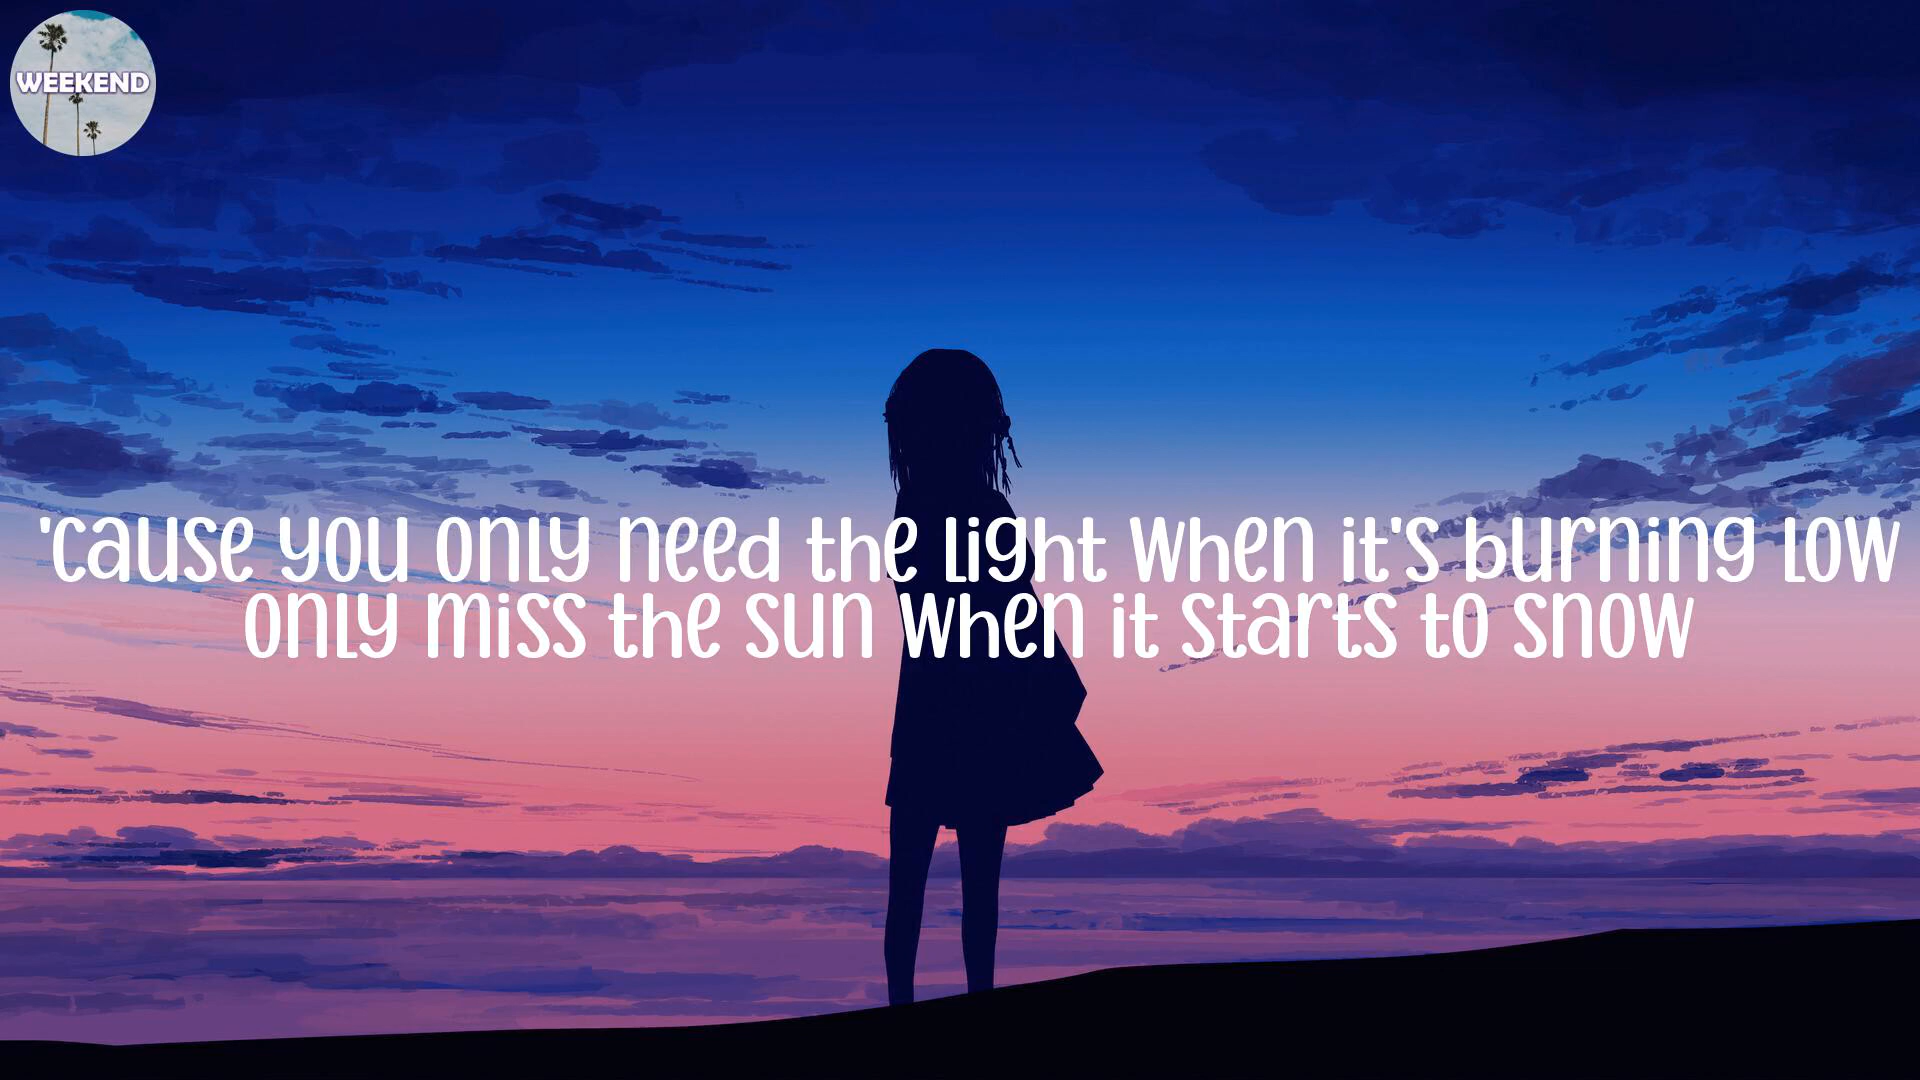 WEEKEND
'cause you only need the light when it's burning low
only miss the sun when it starts to snow